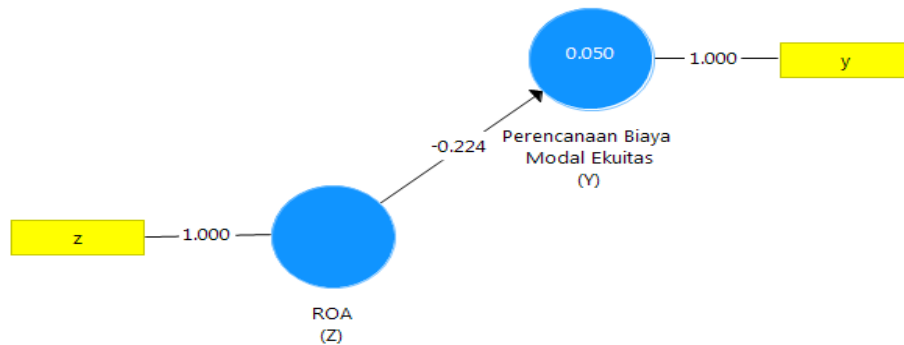 0.050
1.000
y
-0.224
Perencanaan Biaya
Modal Ekuitas
(Y)
z
1.000
ROA
(Z)